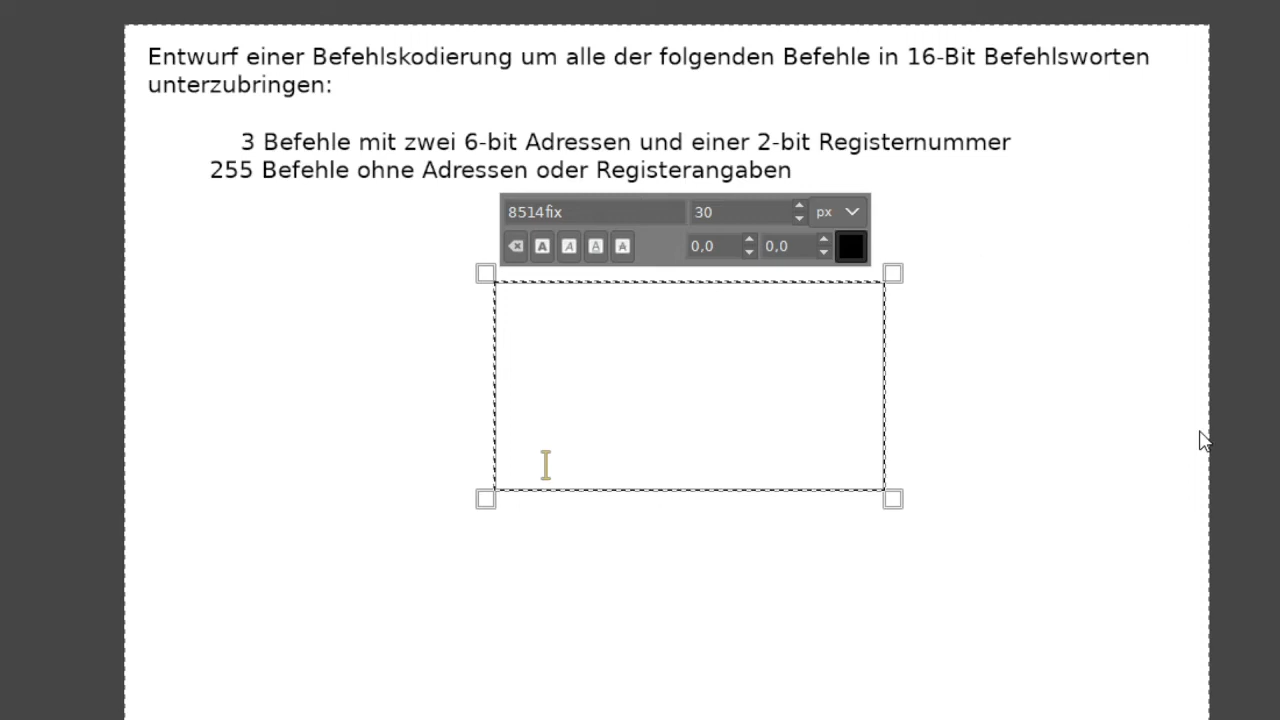 Entwurf einer Befehlskodierung um alle der folgenden Befehle in 16-Bit Befehlsworten
unterzubringen:
3 Befehle mit zwei 6-bit Adressen und einer 2-bit Registernummer
255 Befehle ohne Adressen oder Registerangaben
8514fix 30 px
A A A A 0,0 0,0